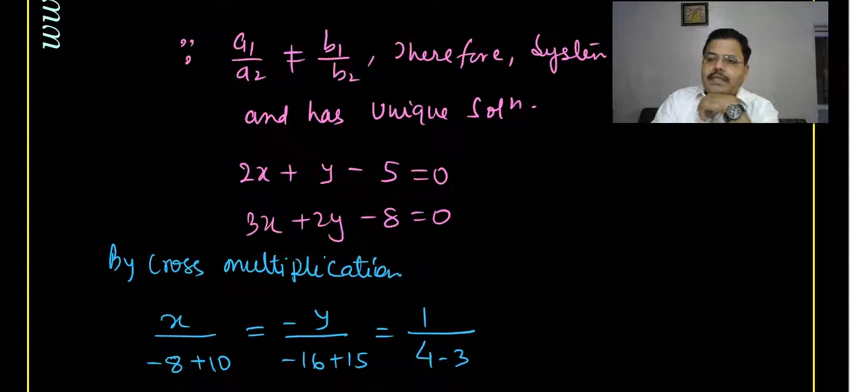 www
∵ a1/a2 ≠ b1/b2, Therefore, System
and has Unique Solⁿ.
2x + y - 5 = 0
3x + 2y - 8 = 0
By Cross multiplication
x/(-8+10) = -y/(-16+15) = 1/(4-3)